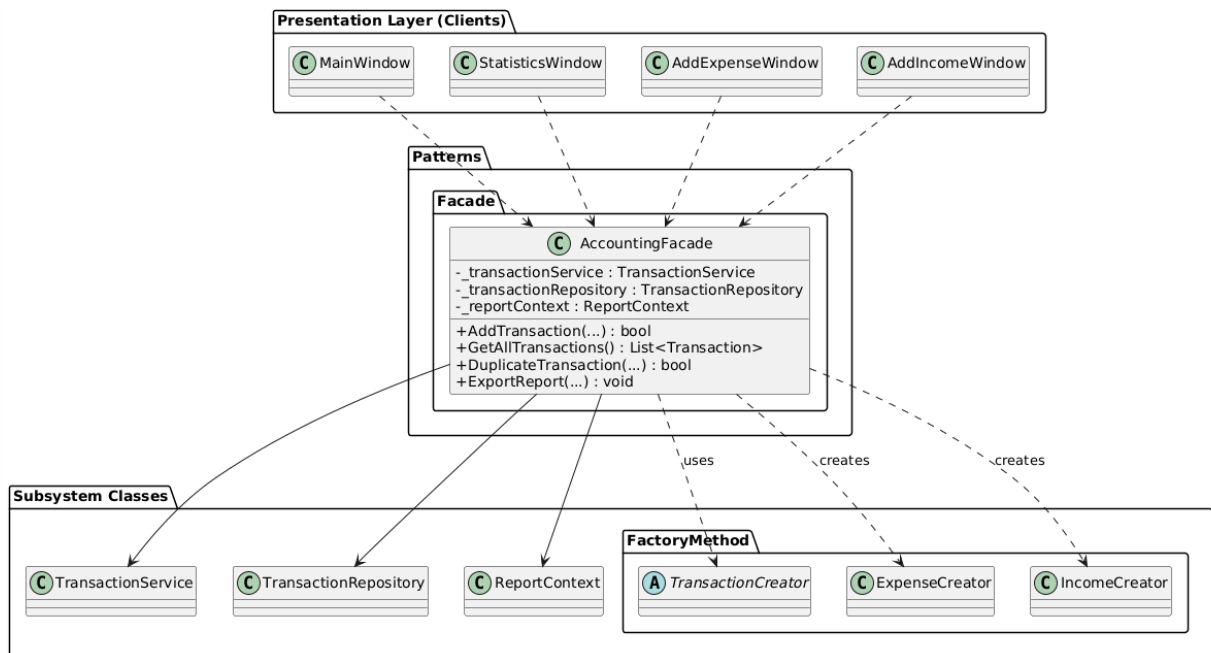 Presentation Layer (Clients)
C MainWindow
C StatisticsWindow
C AddExpenseWindow
C AddIncomeWindow
Patterns
Facade
C AccountingFacade
-_transactionService : TransactionService
-_transactionRepository : TransactionRepository
-_reportContext : ReportContext
+AddTransaction(...) : bool
+GetAllTransactions() : List<Transaction>
+DuplicateTransaction(...) : bool
+ExportReport(...) : void
uses
creates
creates
Subsystem Classes
FactoryMethod
C TransactionService
C TransactionRepository
C ReportContext
A TransactionCreator
C ExpenseCreator
C IncomeCreator